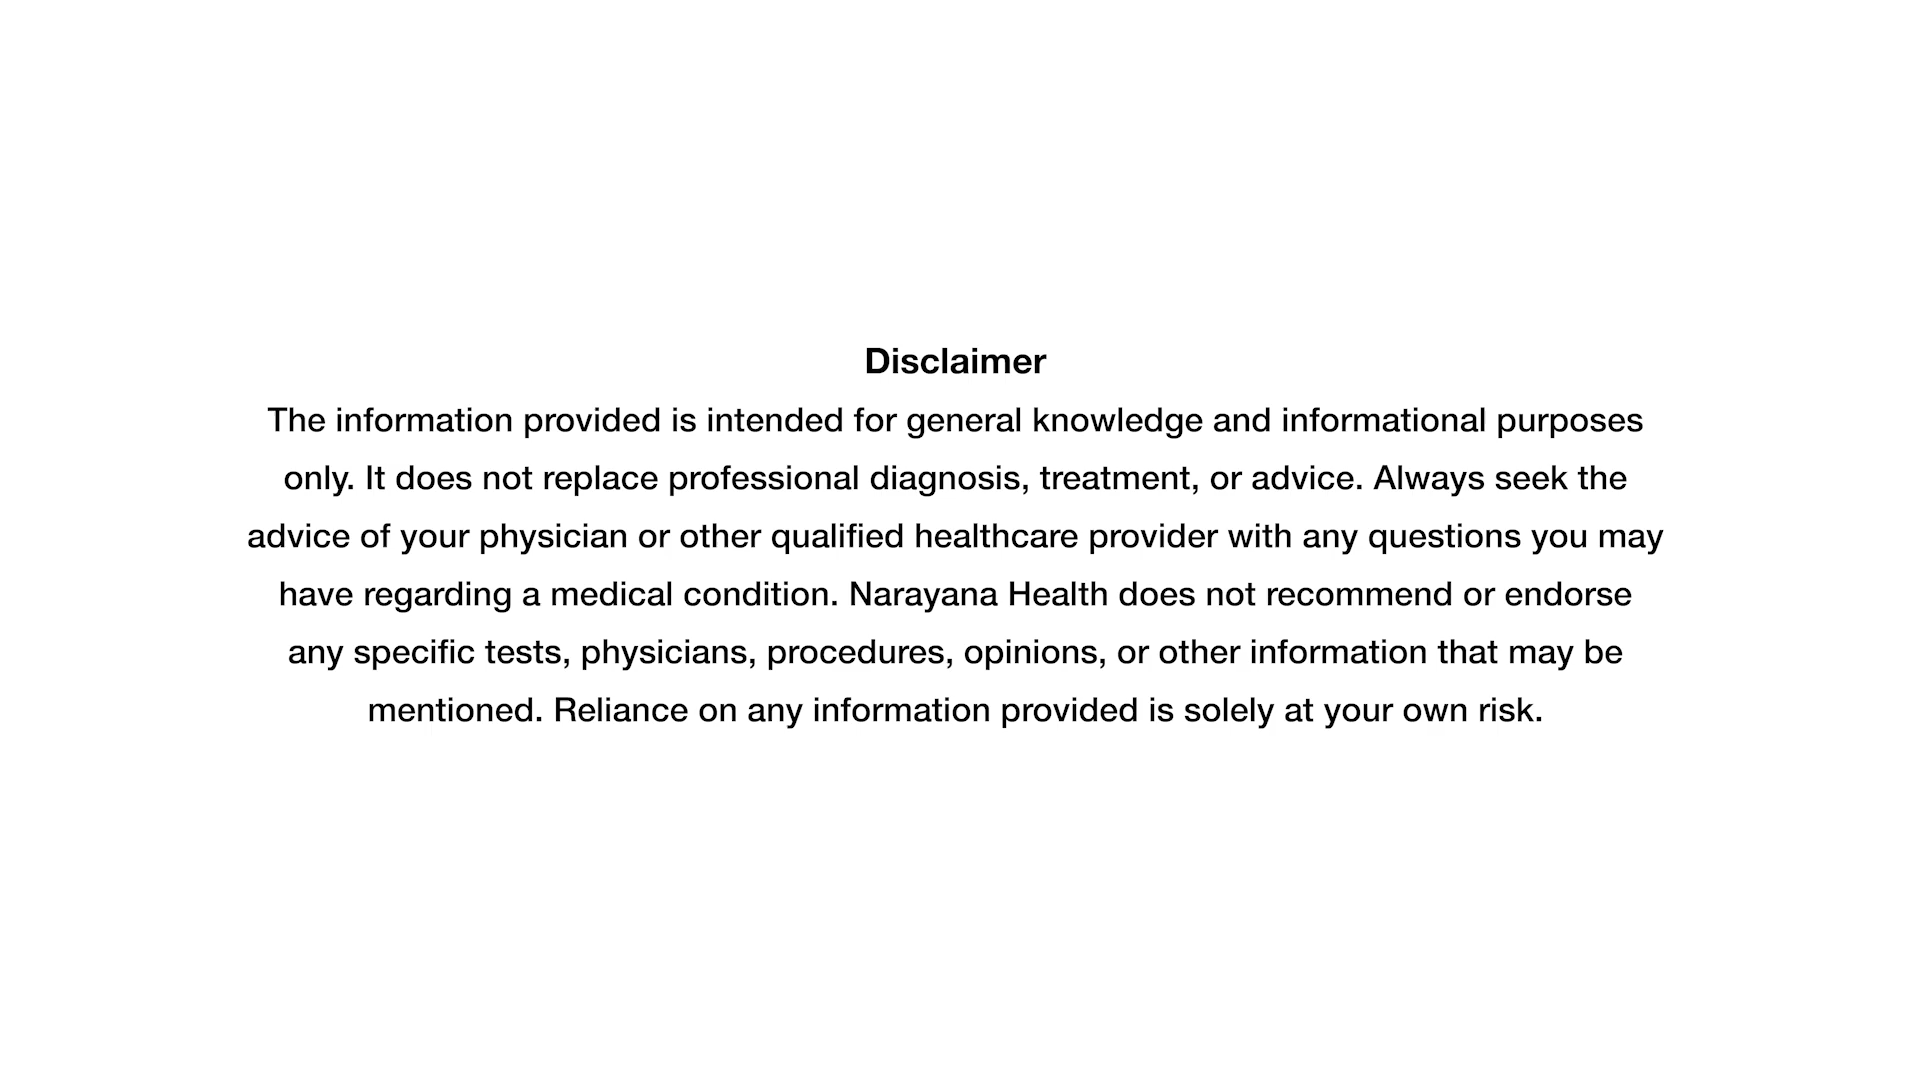 Disclaimer
The information provided is intended for general knowledge and informational purposes
only. It does not replace professional diagnosis, treatment, or advice. Always seek the
advice of your physician or other qualified healthcare provider with any questions you may
have regarding a medical condition. Narayana Health does not recommend or endorse
any specific tests, physicians, procedures, opinions, or other information that may be
mentioned. Reliance on any information provided is solely at your own risk.